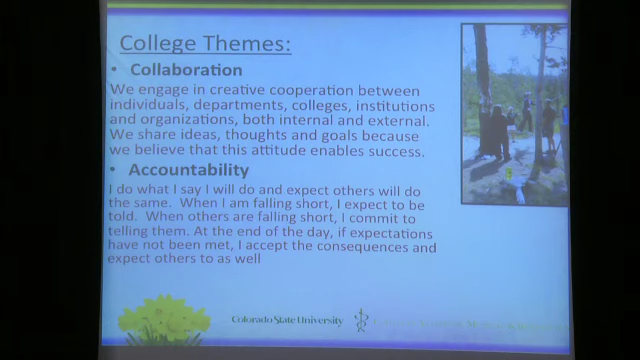 College Themes:
• Collaboration
We engage in creative cooperation between
individuals, departments, colleges, institutions
and organizations, both internal and external.
We share ideas, thoughts and goals because
we believe that this attitude enables success.
• Accountability
I do what I say I will do and expect others will do
the same. When I am falling short, I expect to be
told. When others are falling short, I commit to
telling them. At the end of the day, if expectations
have not been met, I accept the consequences and
expect others to as well
Colorado State University